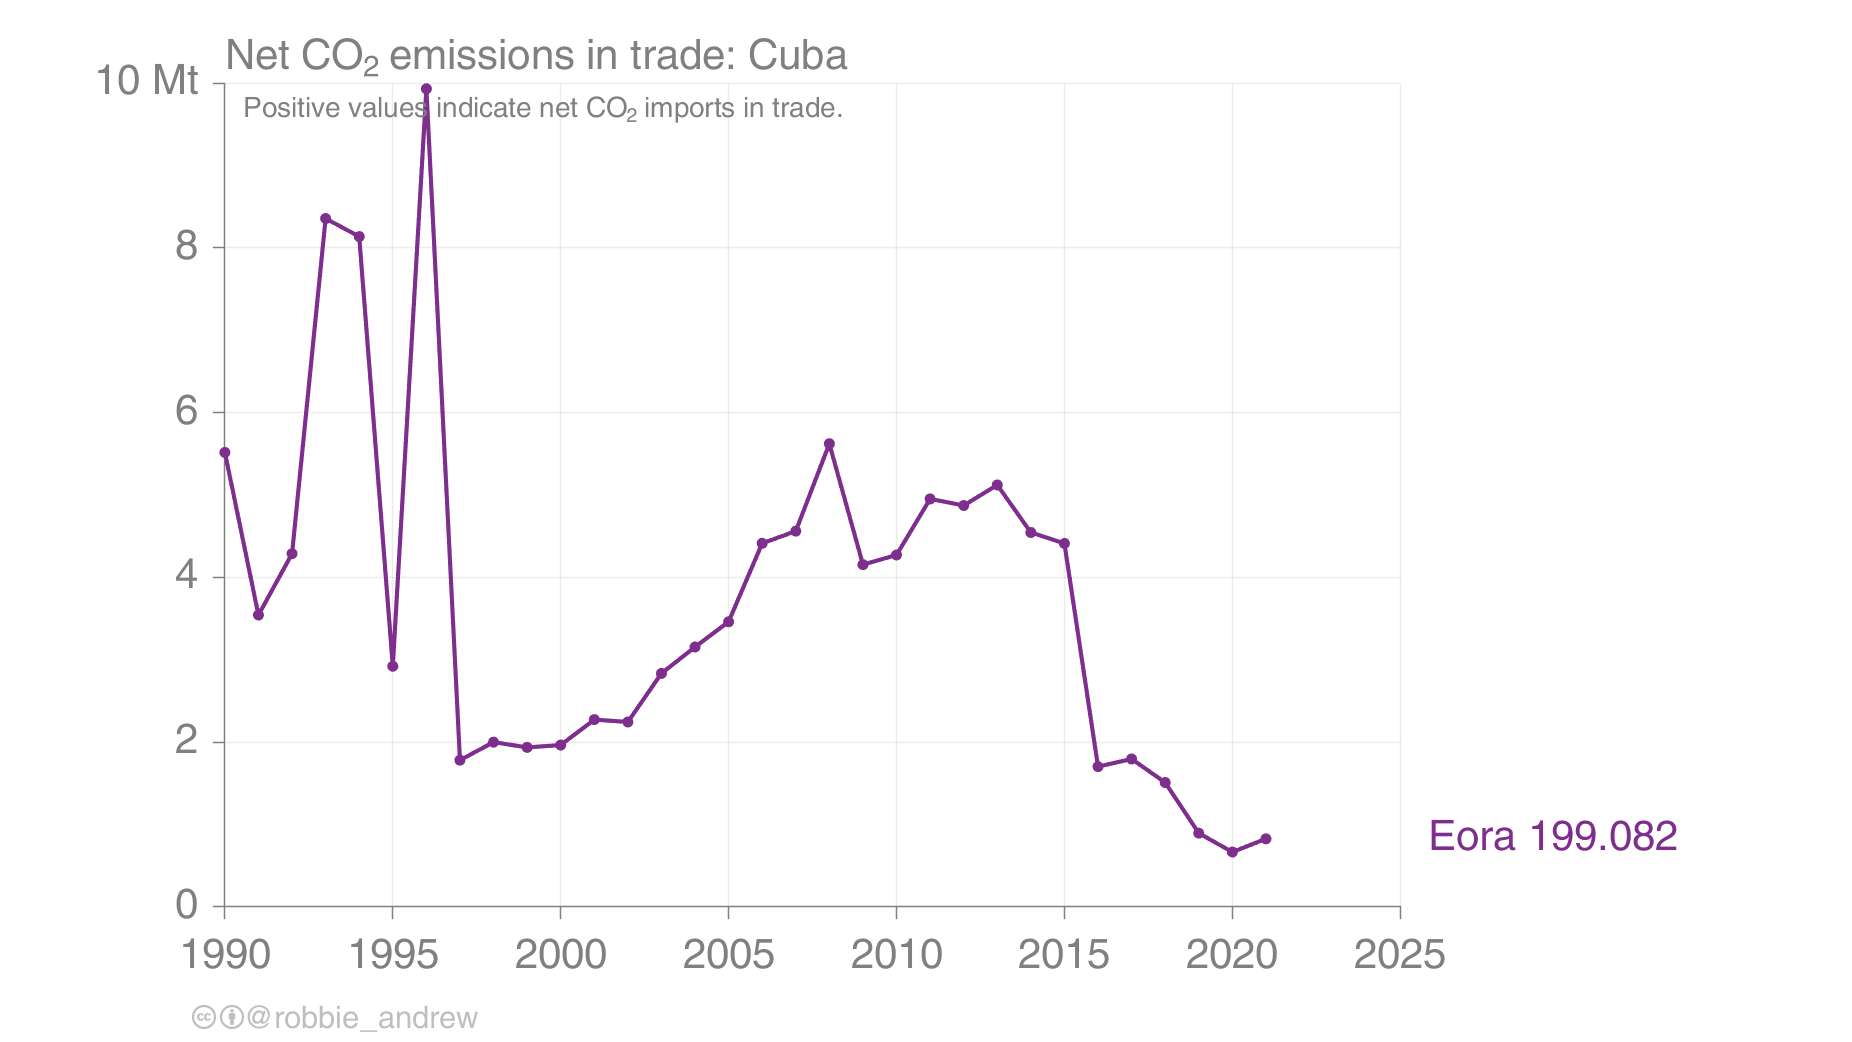 Net CO₂ emissions in trade: Cuba
10 Mt
Positive values indicate net CO₂ imports in trade.
8
6
4
2
0
Eora 199.082
1990 1995 2000 2005 2010 2015 2020 2025
@robbie_andrew